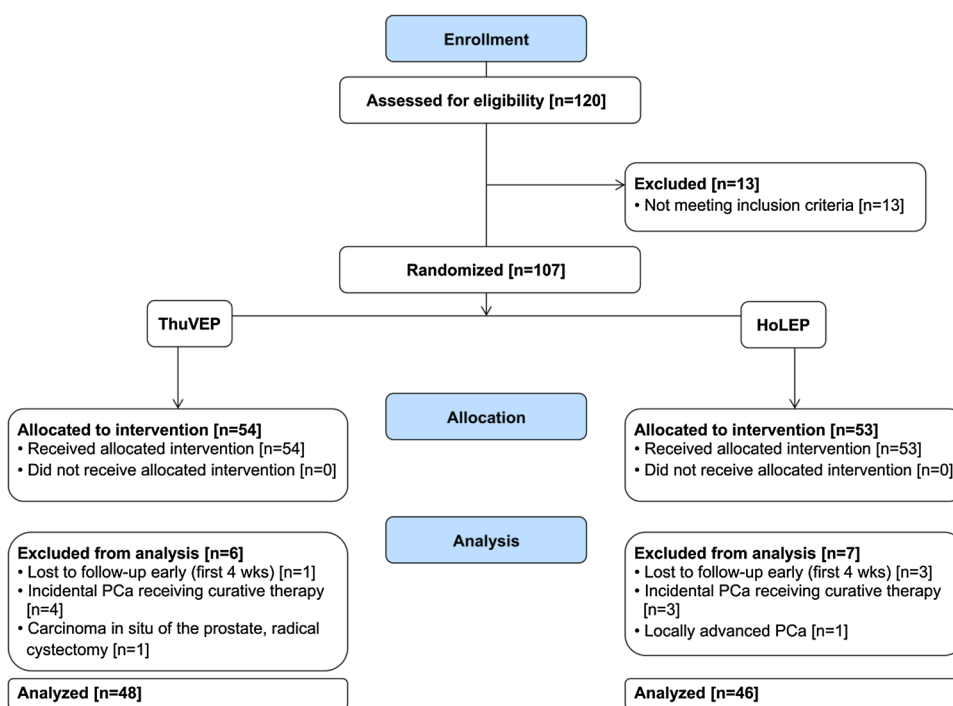 Enrollment
Assessed for eligibility [n=120]
Excluded [n=13]
• Not meeting inclusion criteria [n=13]
Randomized [n=107]
ThuVEP
HoLEP
Allocation
Allocated to intervention [n=54]
• Received allocated intervention [n=54]
• Did not receive allocated intervention [n=0]
Allocated to intervention [n=53]
• Received allocated intervention [n=53]
• Did not receive allocated intervention [n=0]
Analysis
Excluded from analysis [n=6]
• Lost to follow-up early (first 4 wks) [n=1]
• Incidental PCa receiving curative therapy
[n=4]
• Carcinoma in situ of the prostate, radical
cystectomy [n=1]
Excluded from analysis [n=7]
• Lost to follow-up early (first 4 wks) [n=3]
• Incidental PCa receiving curative therapy
[n=3]
• Locally advanced PCa [n=1]
Analyzed [n=48]
Analyzed [n=46]